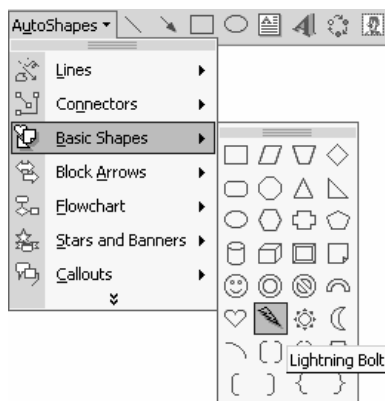 AutoShapes
Lines
Connectors
Basic Shapes
Block Arrows
Flowchart
Stars and Banners
Callouts
Lightning Bolt